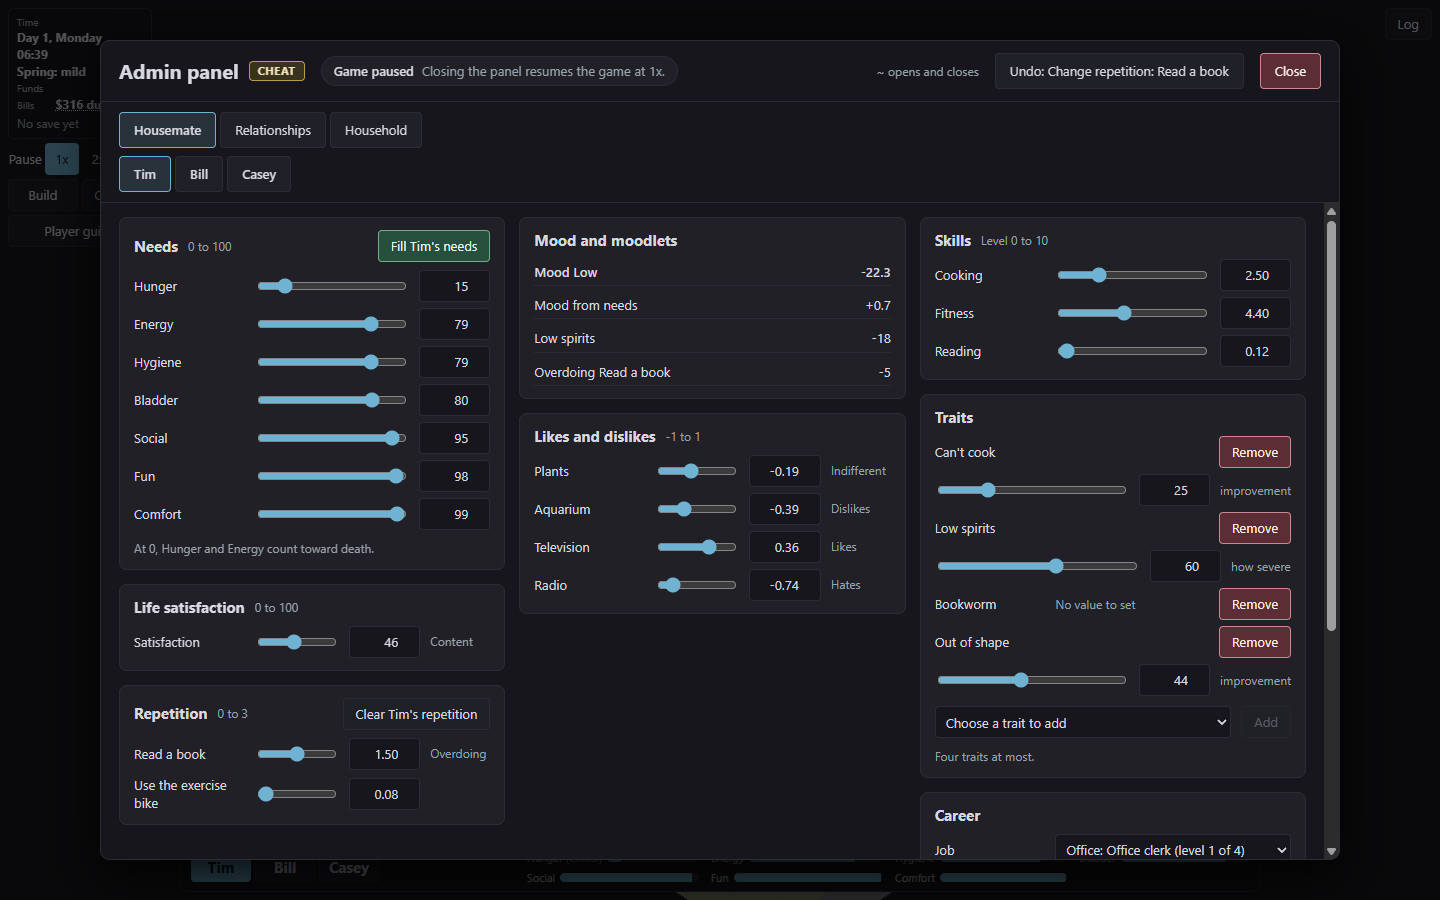 Time
Day 1, Monday
06:39
Spring: mild
Funds
Bills $316 du
No save yet
Pause 1x 2
Build C
Player gui
Log
Admin panel CHEAT Game paused Closing the panel resumes the game at 1x. ~ opens and closes Undo: Change repetition: Read a book Close
Housemate Relationships Household
Tim Bill Casey
Needs 0 to 100 Fill Tim's needs
Hunger 15
Energy 79
Hygiene 79
Bladder 80
Social 95
Fun 98
Comfort 99
At 0, Hunger and Energy count toward death.
Life satisfaction 0 to 100
Satisfaction 46 Content
Repetition 0 to 3 Clear Tim's repetition
Read a book 1.50 Overdoing
Use the exercise
bike 0.08
Mood and moodlets
Mood Low -22.3
Mood from needs +0.7
Low spirits -18
Overdoing Read a book -5
Likes and dislikes -1 to 1
Plants -0.19 Indifferent
Aquarium -0.39 Dislikes
Television 0.36 Likes
Radio -0.74 Hates
Skills Level 0 to 10
Cooking 2.50
Fitness 4.40
Reading 0.12
Traits
Can't cook Remove
25 improvement
Low spirits Remove
60 how severe
Bookworm No value to set Remove
Out of shape Remove
44 improvement
Choose a trait to add Add
Four traits at most.
Career
Job Office: Office clerk (level 1 of 4)
Tim Bill Casey
Social Fun Comfort